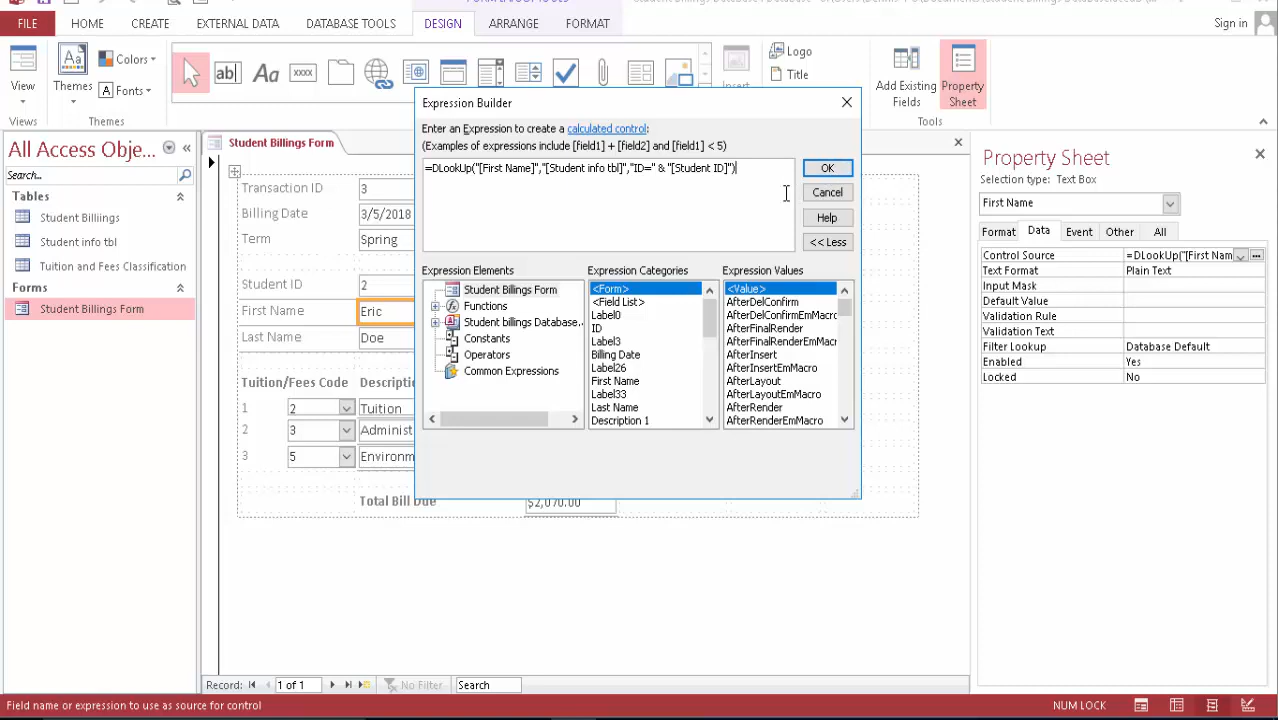 FILE HOME CREATE EXTERNAL DATA DATABASE TOOLS DESIGN ARRANGE FORMAT Sign in
View
Views
Aa
Themes
Colors
A Fonts
Themes
ab|
Aa
xxxx
Logo
Title
Add Existing Fields
Property Sheet
Tools
All Access Obje...
Search...
Tables
Student Billiings
Student info tbl
Tuition and Fees Classification
Forms
Student Billings Form
Student Billings Form
Transaction ID 3
Billing Date 3/5/2018
Term Spring
Student ID 2
First Name Eric
Last Name Doe
Tuition/Fees Code
1 2 Tuition
2 3 Administ
3 5 Environm
Total Bill Due $2,070.00
Expression Builder
Enter an Expression to create a calculated control:
(Examples of expressions include [field1] + [field2] and [field1] < 5)
=DLookUp("[First Name]","[Student info tbl]","ID=" & "[Student ID]")
OK
Cancel
Help
<< Less
Expression Elements
Student Billings Form
Functions
Student billings Database.
Constants
Operators
Common Expressions
Expression Categories
<Form>
<Field List>
Label0
ID
Label3
Billing Date
Label26
First Name
Label33
Last Name
Description 1
Expression Values
<Value>
AfterDelConfirm
AfterDelConfirmEmMacro
AfterFinalRender
AfterFinalRenderEmMacr
AfterInsert
AfterInsertEmMacro
AfterLayout
AfterLayoutEmMacro
AfterRender
AfterRenderEmMacro
Property Sheet
Selection type: Text Box
First Name
Format Data Event Other All
Control Source =DLookUp("[First Nam
Text Format Plain Text
Input Mask
Default Value
Validation Rule
Validation Text
Filter Lookup Database Default
Enabled Yes
Locked No
Record: 1 of 1 No Filter Search
Field name or expression to use as source for control NUM LOCK